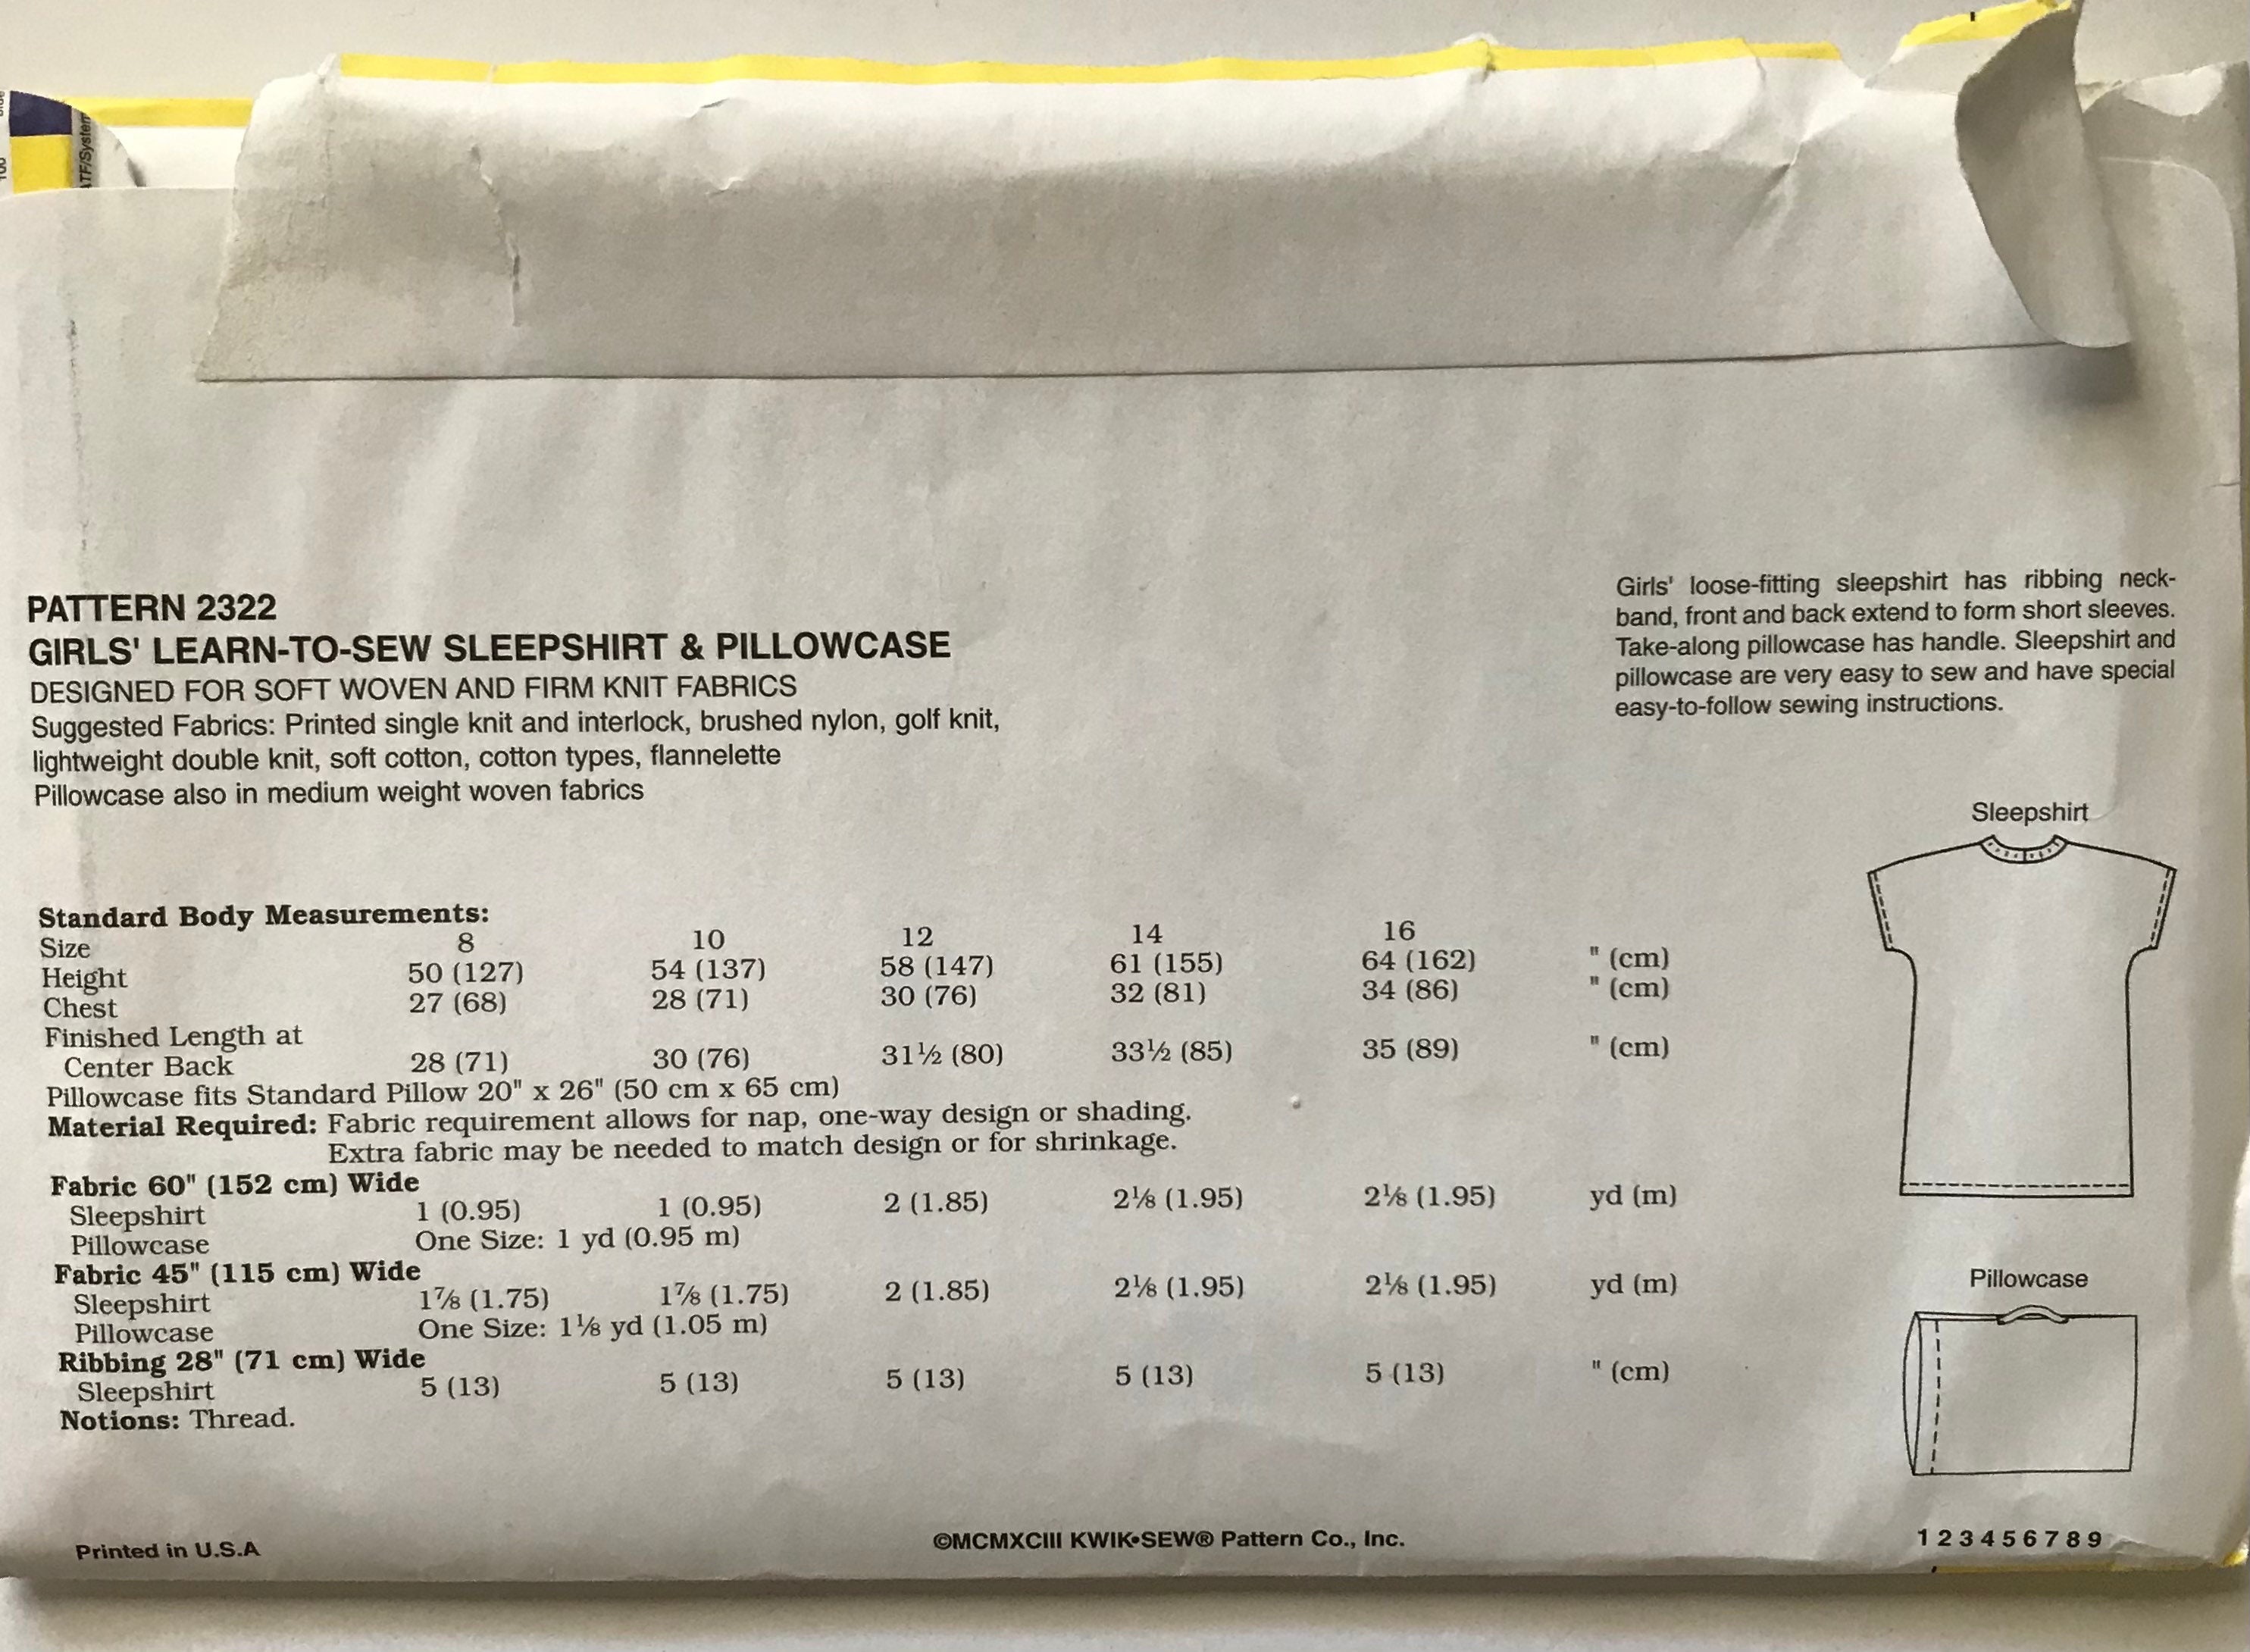 ATF/System
100
PATTERN 2322
GIRLS' LEARN-TO-SEW SLEEPSHIRT & PILLOWCASE
DESIGNED FOR SOFT WOVEN AND FIRM KNIT FABRICS
Suggested Fabrics: Printed single knit and interlock, brushed nylon, golf knit,
lightweight double knit, soft cotton, cotton types, flannelette
Pillowcase also in medium weight woven fabrics
Girls' loose-fitting sleepshirt has ribbing neck-
band, front and back extend to form short sleeves.
Take-along pillowcase has handle. Sleepshirt and
pillowcase are very easy to sew and have special
easy-to-follow sewing instructions.
Sleepshirt
Standard Body Measurements:
Size 8 10 12 14 16
Height 50 (127) 54 (137) 58 (147) 61 (155) 64 (162) " (cm)
Chest 27 (68) 28 (71) 30 (76) 32 (81) 34 (86) " (cm)
Finished Length at
Center Back 28 (71) 30 (76) 31½ (80) 33½ (85) 35 (89) " (cm)
Pillowcase fits Standard Pillow 20" x 26" (50 cm x 65 cm)
Material Required: Fabric requirement allows for nap, one-way design or shading.
Extra fabric may be needed to match design or for shrinkage.
Fabric 60" (152 cm) Wide
Sleepshirt 1 (0.95) 1 (0.95) 2 (1.85) 2⅛ (1.95) 2⅛ (1.95) yd (m)
Pillowcase One Size: 1 yd (0.95 m)
Fabric 45" (115 cm) Wide
Sleepshirt 1⅞ (1.75) 1⅞ (1.75) 2 (1.85) 2⅛ (1.95) 2⅛ (1.95) yd (m)
Pillowcase One Size: 1⅛ yd (1.05 m)
Ribbing 28" (71 cm) Wide
Sleepshirt 5 (13) 5 (13) 5 (13) 5 (13) 5 (13) " (cm)
Notions: Thread.
Pillowcase
Printed in U.S.A
©MCMXCIII KWIK•SEW® Pattern Co., Inc.
1 2 3 4 5 6 7 8 9